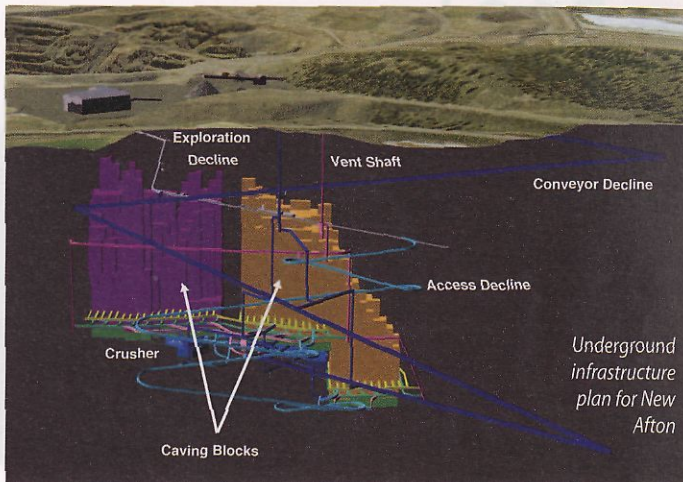 Exploration
Decline
Vent Shaft
Conveyor Decline
Access Decline
Crusher
Caving Blocks
Underground
infrastructure
plan for New
Afton